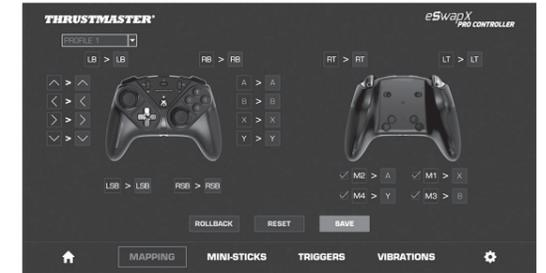 THRUSTMASTER®
eSwapX
PRO CONTROLLER
PROFILE 1
LB > LB
RB > RB
RT > RT
LT > LT
A > A
B > B
X > X
Y > Y
M2 > A
M1 > X
M4 > Y
M3 > B
LSB > LSB
RSB > RSB
ROLLBACK
RESET
SAVE
MAPPING
MINI-STICKS
TRIGGERS
VIBRATIONS